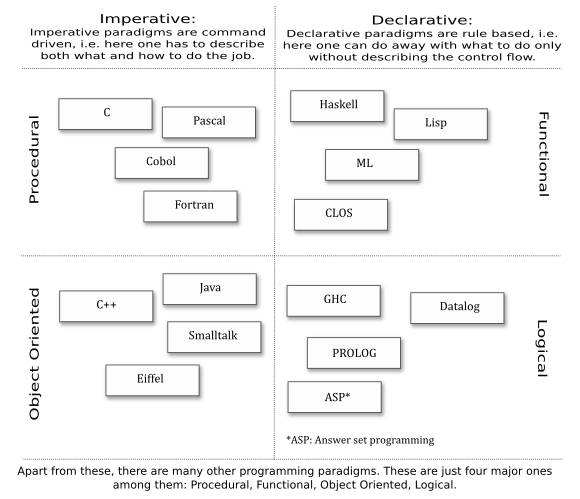 Imperative:
Imperative paradigms are command
driven, i.e. here one has to describe
both what and how to do the job.
Declarative:
Declarative paradigms are rule based, i.e.
here one can do away with what to do only
without describing the control flow.
Procedural
C
Pascal
Cobol
Fortran
Haskell
Lisp
ML
CLOS
Functional
Object Oriented
Java
C++
Smalltalk
Eiffel
GHC
Datalog
PROLOG
ASP*
*ASP: Answer set programming
Logical
Apart from these, there are many other programming paradigms. These are just four major ones
among them: Procedural, Functional, Object Oriented, Logical.